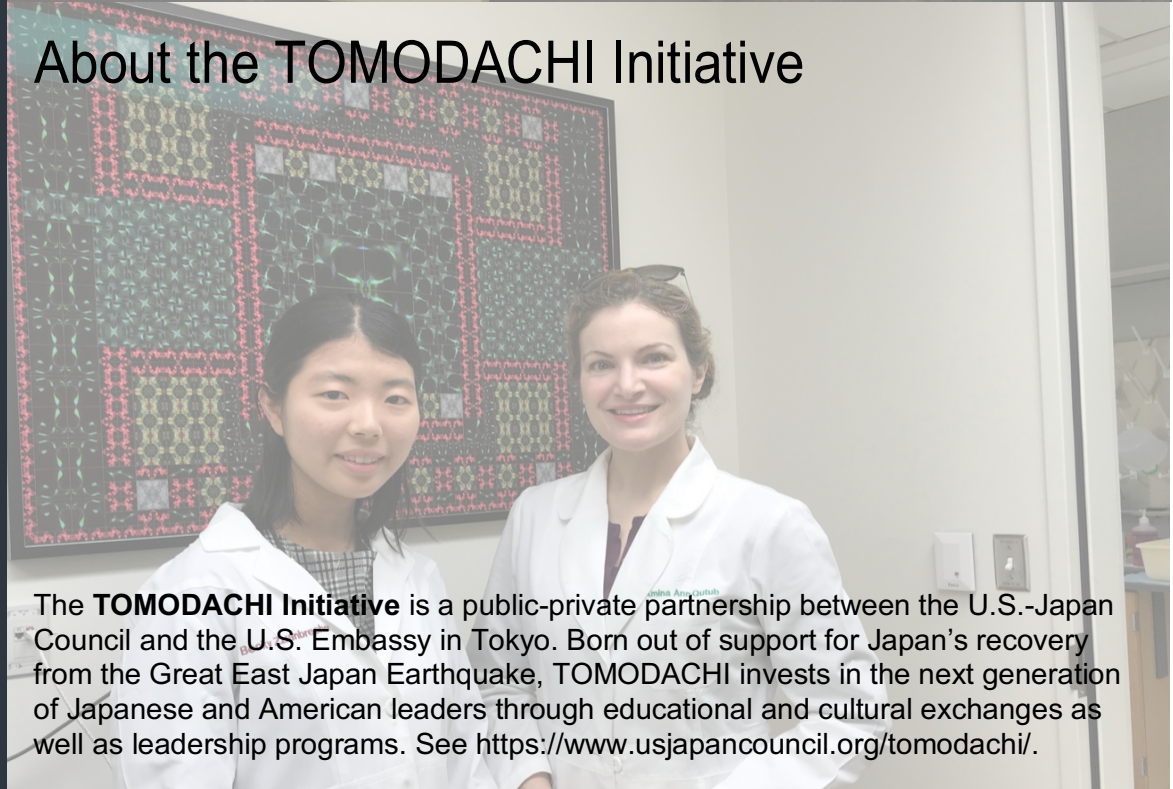 About the TOMODACHI Initiative
Amina Ann Qutub
The TOMODACHI Initiative is a public-private partnership between the U.S.-Japan
Council and the U.S. Embassy in Tokyo. Born out of support for Japan’s recovery
from the Great East Japan Earthquake, TOMODACHI invests in the next generation
of Japanese and American leaders through educational and cultural exchanges as
well as leadership programs. See https://www.usjapancouncil.org/tomodachi/.